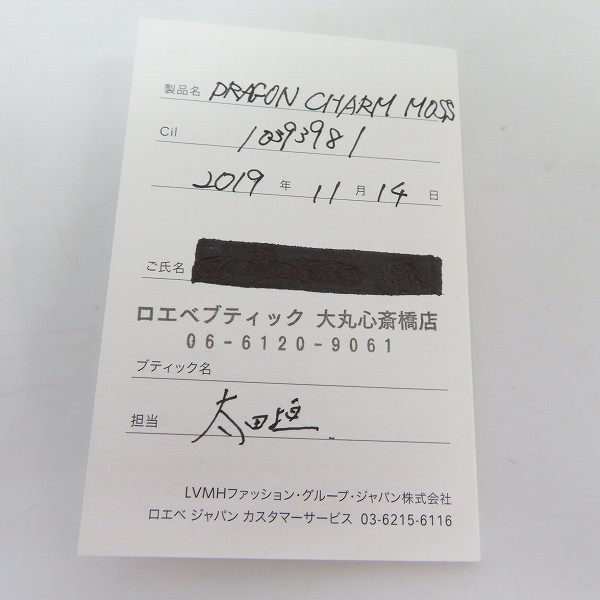 製品名 DRAGON CHARM MOSS
Cil 10393981
2019 年 11 月 14 日
ご氏名
ロエベブティック 大丸心斎橋店
06-6120-9061
ブティック名
担当 太田垣
LVMHファッション・グループ・ジャパン株式会社
ロエベ ジャパン カスタマーサービス 03-6215-6116